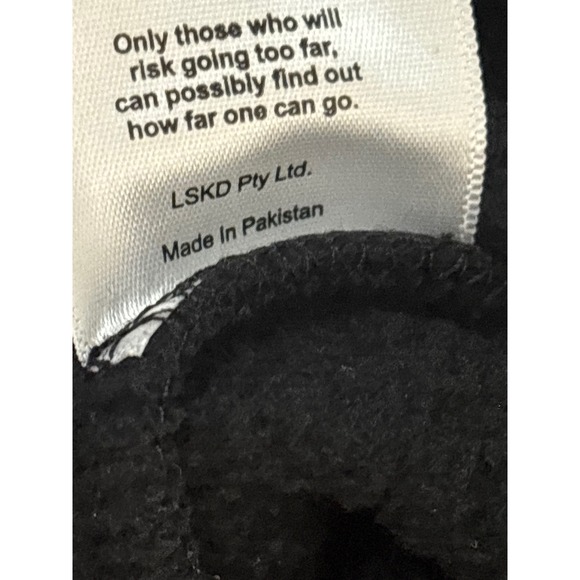 Only those who will
risk going too far,
can possibly find out
how far one can go.
LSKD Pty Ltd.
Made In Pakistan